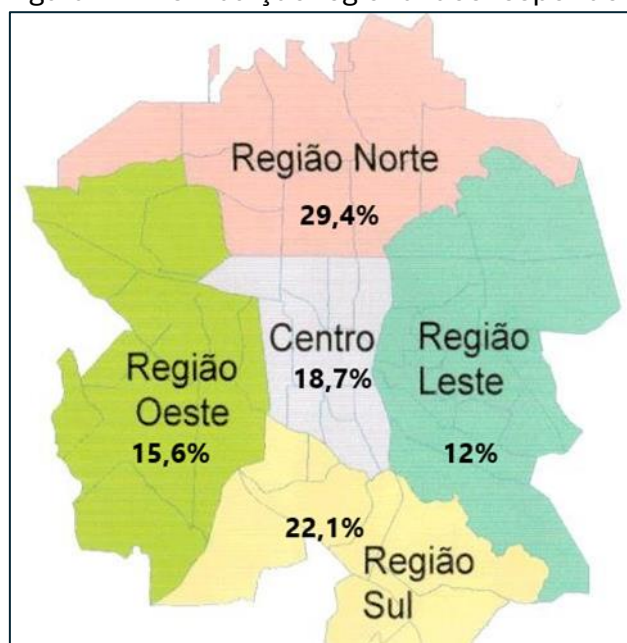 Região Norte
29,4%
Centro
18,7%
Região
Leste
12%
Região
Oeste
15,6%
22,1%
Região
Sul